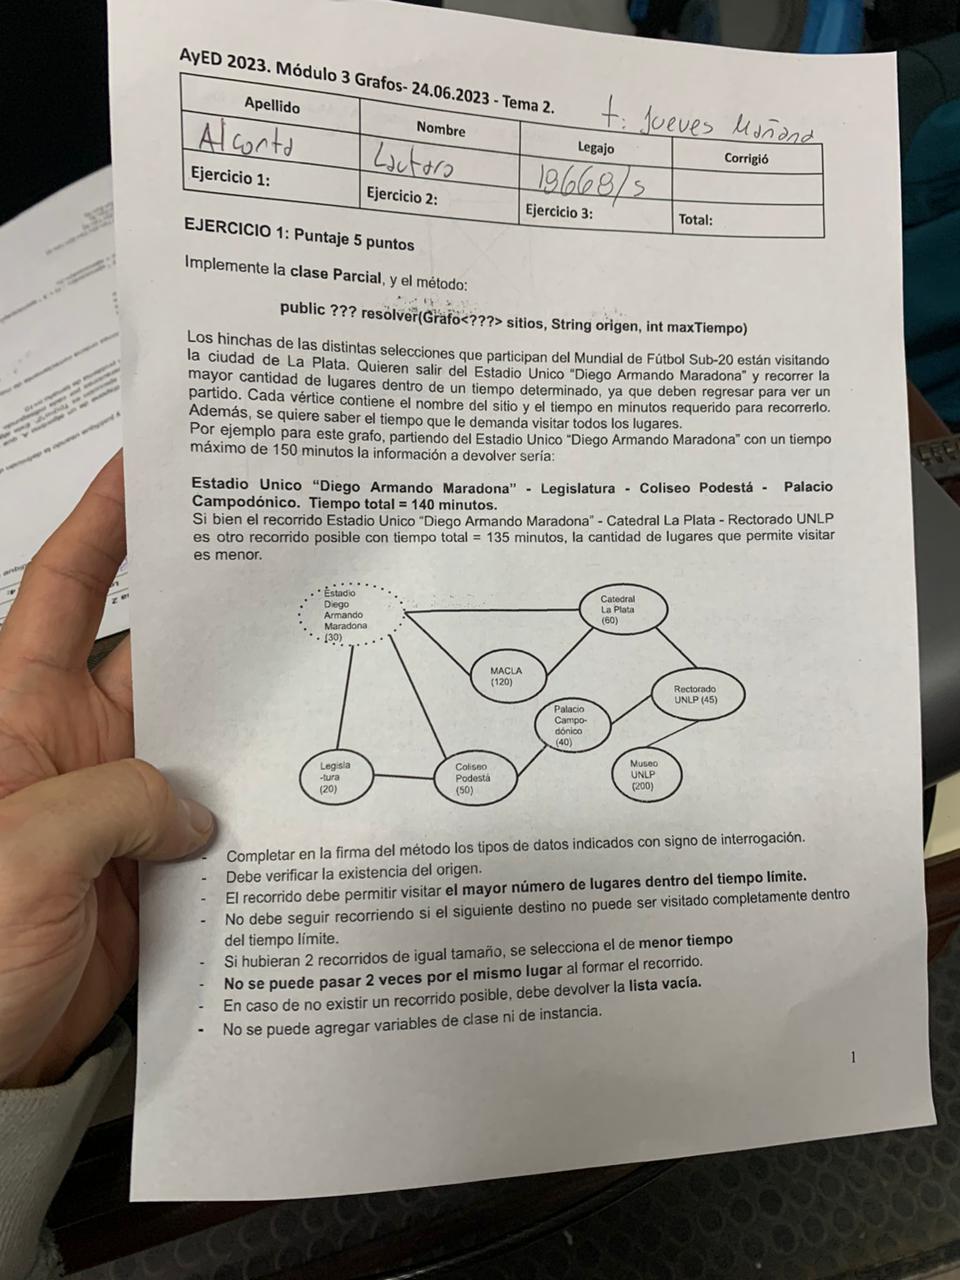 AyED 2023. Módulo 3 Grafos- 24.06.2023 - Tema 2.
t: Jueves Mañana
Apellido Nombre Legajo Corrigió
Alconta Lautaro 19668/5
Ejercicio 1: Ejercicio 2: Ejercicio 3: Total:
EJERCICIO 1: Puntaje 5 puntos
Implemente la clase Parcial, y el método:
public ??? resolver(Grafo<???> sitios, String origen, int maxTiempo)
Los hinchas de las distintas selecciones que participan del Mundial de Fútbol Sub-20 están visitando
la ciudad de La Plata. Quieren salir del Estadio Unico “Diego Armando Maradona” y recorrer la
mayor cantidad de lugares dentro de un tiempo determinado, ya que deben regresar para ver un
partido. Cada vértice contiene el nombre del sitio y el tiempo en minutos requerido para recorrerlo.
Además, se quiere saber el tiempo que le demanda visitar todos los lugares.
Por ejemplo para este grafo, partiendo del Estadio Unico “Diego Armando Maradona” con un tiempo
máximo de 150 minutos la información a devolver sería:
Estadio Unico “Diego Armando Maradona” - Legislatura - Coliseo Podestá - Palacio
Campodónico. Tiempo total = 140 minutos.
Si bien el recorrido Estadio Unico “Diego Armando Maradona” - Catedral La Plata - Rectorado UNLP
es otro recorrido posible con tiempo total = 135 minutos, la cantidad de lugares que permite visitar
es menor.
Estadio
Diego
Armando
Maradona
(30)
Catedral
La Plata
(60)
MACLA
(120)
Rectorado
UNLP (45)
Palacio
Campo-
dónico
(40)
Legisla
-tura
(20)
Coliseo
Podestá
(50)
Museo
UNLP
(200)
- Completar en la firma del método los tipos de datos indicados con signo de interrogación.
- Debe verificar la existencia del origen.
- El recorrido debe permitir visitar el mayor número de lugares dentro del tiempo límite.
- No debe seguir recorriendo si el siguiente destino no puede ser visitado completamente dentro
del tiempo límite.
- Si hubieran 2 recorridos de igual tamaño, se selecciona el de menor tiempo
- No se puede pasar 2 veces por el mismo lugar al formar el recorrido.
- En caso de no existir un recorrido posible, debe devolver la lista vacía.
- No se puede agregar variables de clase ni de instancia.
1